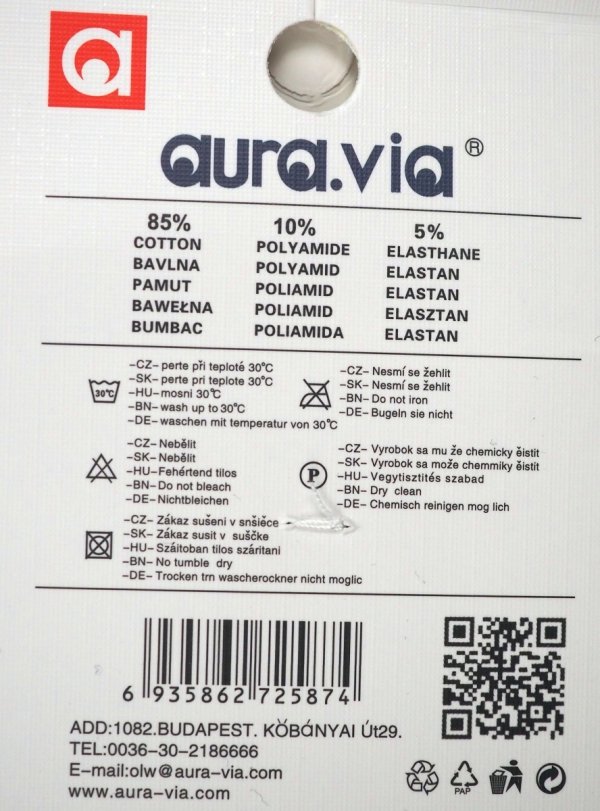 aura.via®
85% 10% 5%
COTTON POLYAMIDE ELASTHANE
BAVLNA POLYAMID ELASTAN
PAMUT POLIAMID ELASTAN
BAWEŁNA POLIAMID ELASZTAN
BUMBAC POLIAMIDA ELASTAN
30°C
-CZ- perte při teploté 30°C
-SK- perte pri teplote 30°C
-HU- mosni 30°C
-BN- wash up to 30°C
-DE- waschen mit temperatur von 30°C
-CZ- Nesmí se žehlit
-SK- Nesmí se žehlit
-BN- Do not iron
-DE- Bugeln sie nicht
-CZ- Nebělit
-SK- Nebělit
-HU- Fehértend tilos
-BN- Do not bleach
-DE- Nichtbleichen
P
-CZ- Vyrobok sa mu že chemicky ěistit
-SK- Vyrobok sa može chemmiky ěistit
-HU- Vegytisztités szabad
-BN- Dry clean
-DE- Chemisch reinigen mog lich
-CZ- Zákaz sušeni v snšiěce
-SK- Zákaz susit v suščke
-HU- Száitoban tilos száritani
-BN- No tumble dry
-DE- Trocken trn wascherockner nicht moglic
6 935862 725874
ADD:1082.BUDAPEST. KÖBÁNYAI Út29.
TEL:0036-30-2186666
E-mail:olw@aura-via.com
www.aura-via.com
PAP